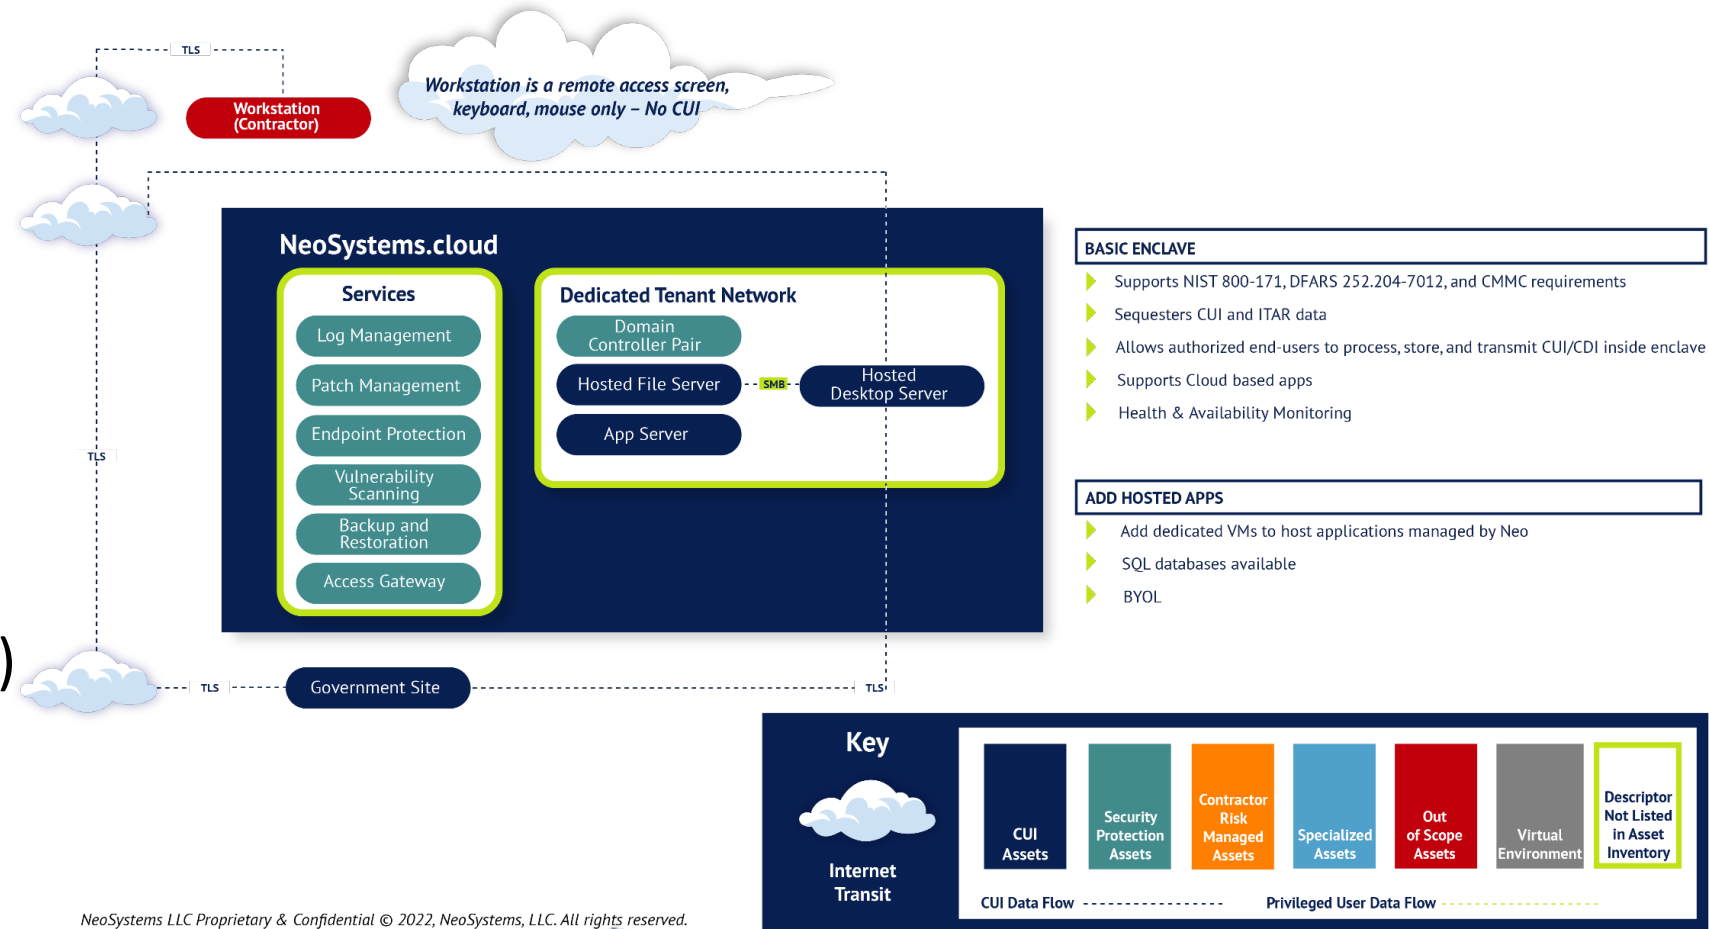 TLS
Workstation
(Contractor)
Workstation is a remote access screen,
keyboard, mouse only – No CUI
NeoSystems.cloud
Services
Log Management
Patch Management
Endpoint Protection
Vulnerability
Scanning
Backup and
Restoration
Access Gateway
Dedicated Tenant Network
Domain
Controller Pair
Hosted File Server
SMB
Hosted
Desktop Server
App Server
BASIC ENCLAVE
Supports NIST 800-171, DFARS 252.204-7012, and CMMC requirements
Sequesters CUI and ITAR data
Allows authorized end-users to process, store, and transmit CUI/CDI inside enclave
Supports Cloud based apps
Health & Availability Monitoring
TLS
ADD HOSTED APPS
Add dedicated VMs to host applications managed by Neo
SQL databases available
BYOL
)
TLS
Government Site
TLS
Key
Internet
Transit
CUI
Assets
Security
Protection
Assets
Contractor
Risk
Managed
Assets
Specialized
Assets
Out
of Scope
Assets
Virtual
Environment
Descriptor
Not Listed
in Asset
Inventory
CUI Data Flow
Privileged User Data Flow
NeoSystems LLC Proprietary & Confidential © 2022, NeoSystems, LLC. All rights reserved.